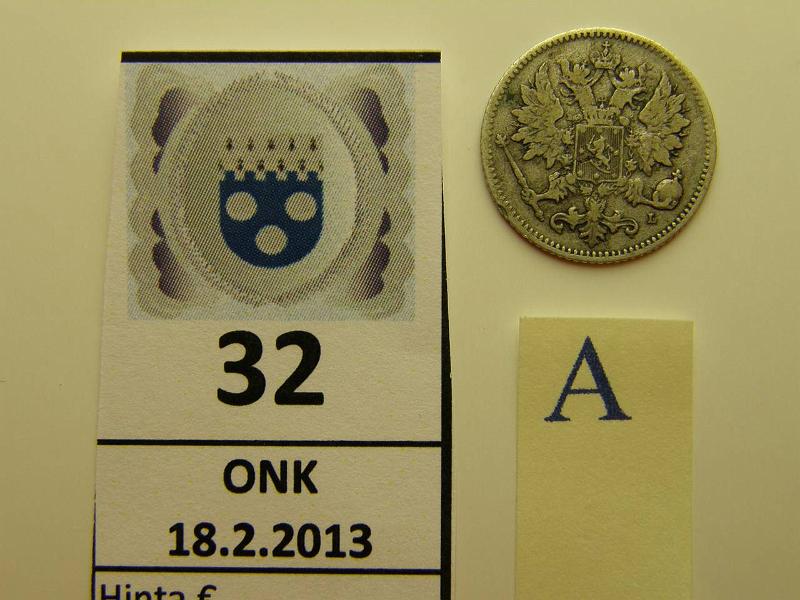 32
ONK
18.2.2013
Hinta €
A
L